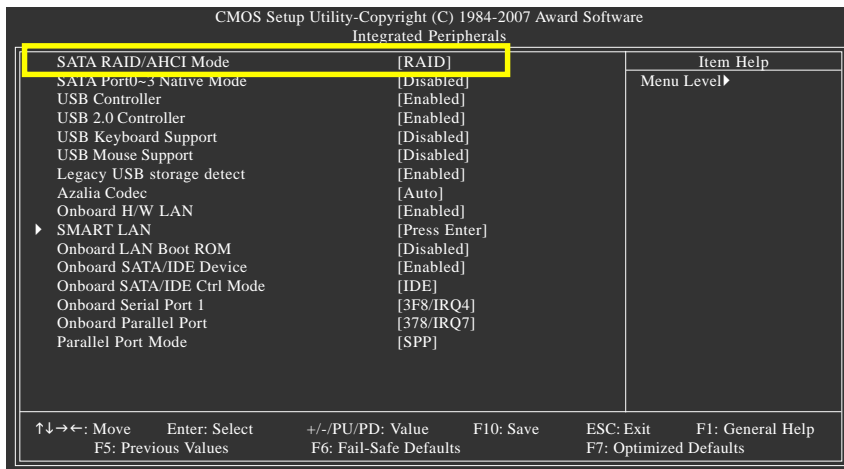 CMOS Setup Utility-Copyright (C) 1984-2007 Award Software
Integrated Peripherals
SATA RAID/AHCI Mode [RAID] Item Help
SATA Port0~3 Native Mode [Disabled] Menu Level▶
USB Controller [Enabled]
USB 2.0 Controller [Enabled]
USB Keyboard Support [Disabled]
USB Mouse Support [Disabled]
Legacy USB storage detect [Enabled]
Azalia Codec [Auto]
Onboard H/W LAN [Enabled]
▶ SMART LAN [Press Enter]
Onboard LAN Boot ROM [Disabled]
Onboard SATA/IDE Device [Enabled]
Onboard SATA/IDE Ctrl Mode [IDE]
Onboard Serial Port 1 [3F8/IRQ4]
Onboard Parallel Port [378/IRQ7]
Parallel Port Mode [SPP]
↑↓→←: Move Enter: Select +/-/PU/PD: Value F10: Save ESC: Exit F1: General Help
F5: Previous Values F6: Fail-Safe Defaults F7: Optimized Defaults